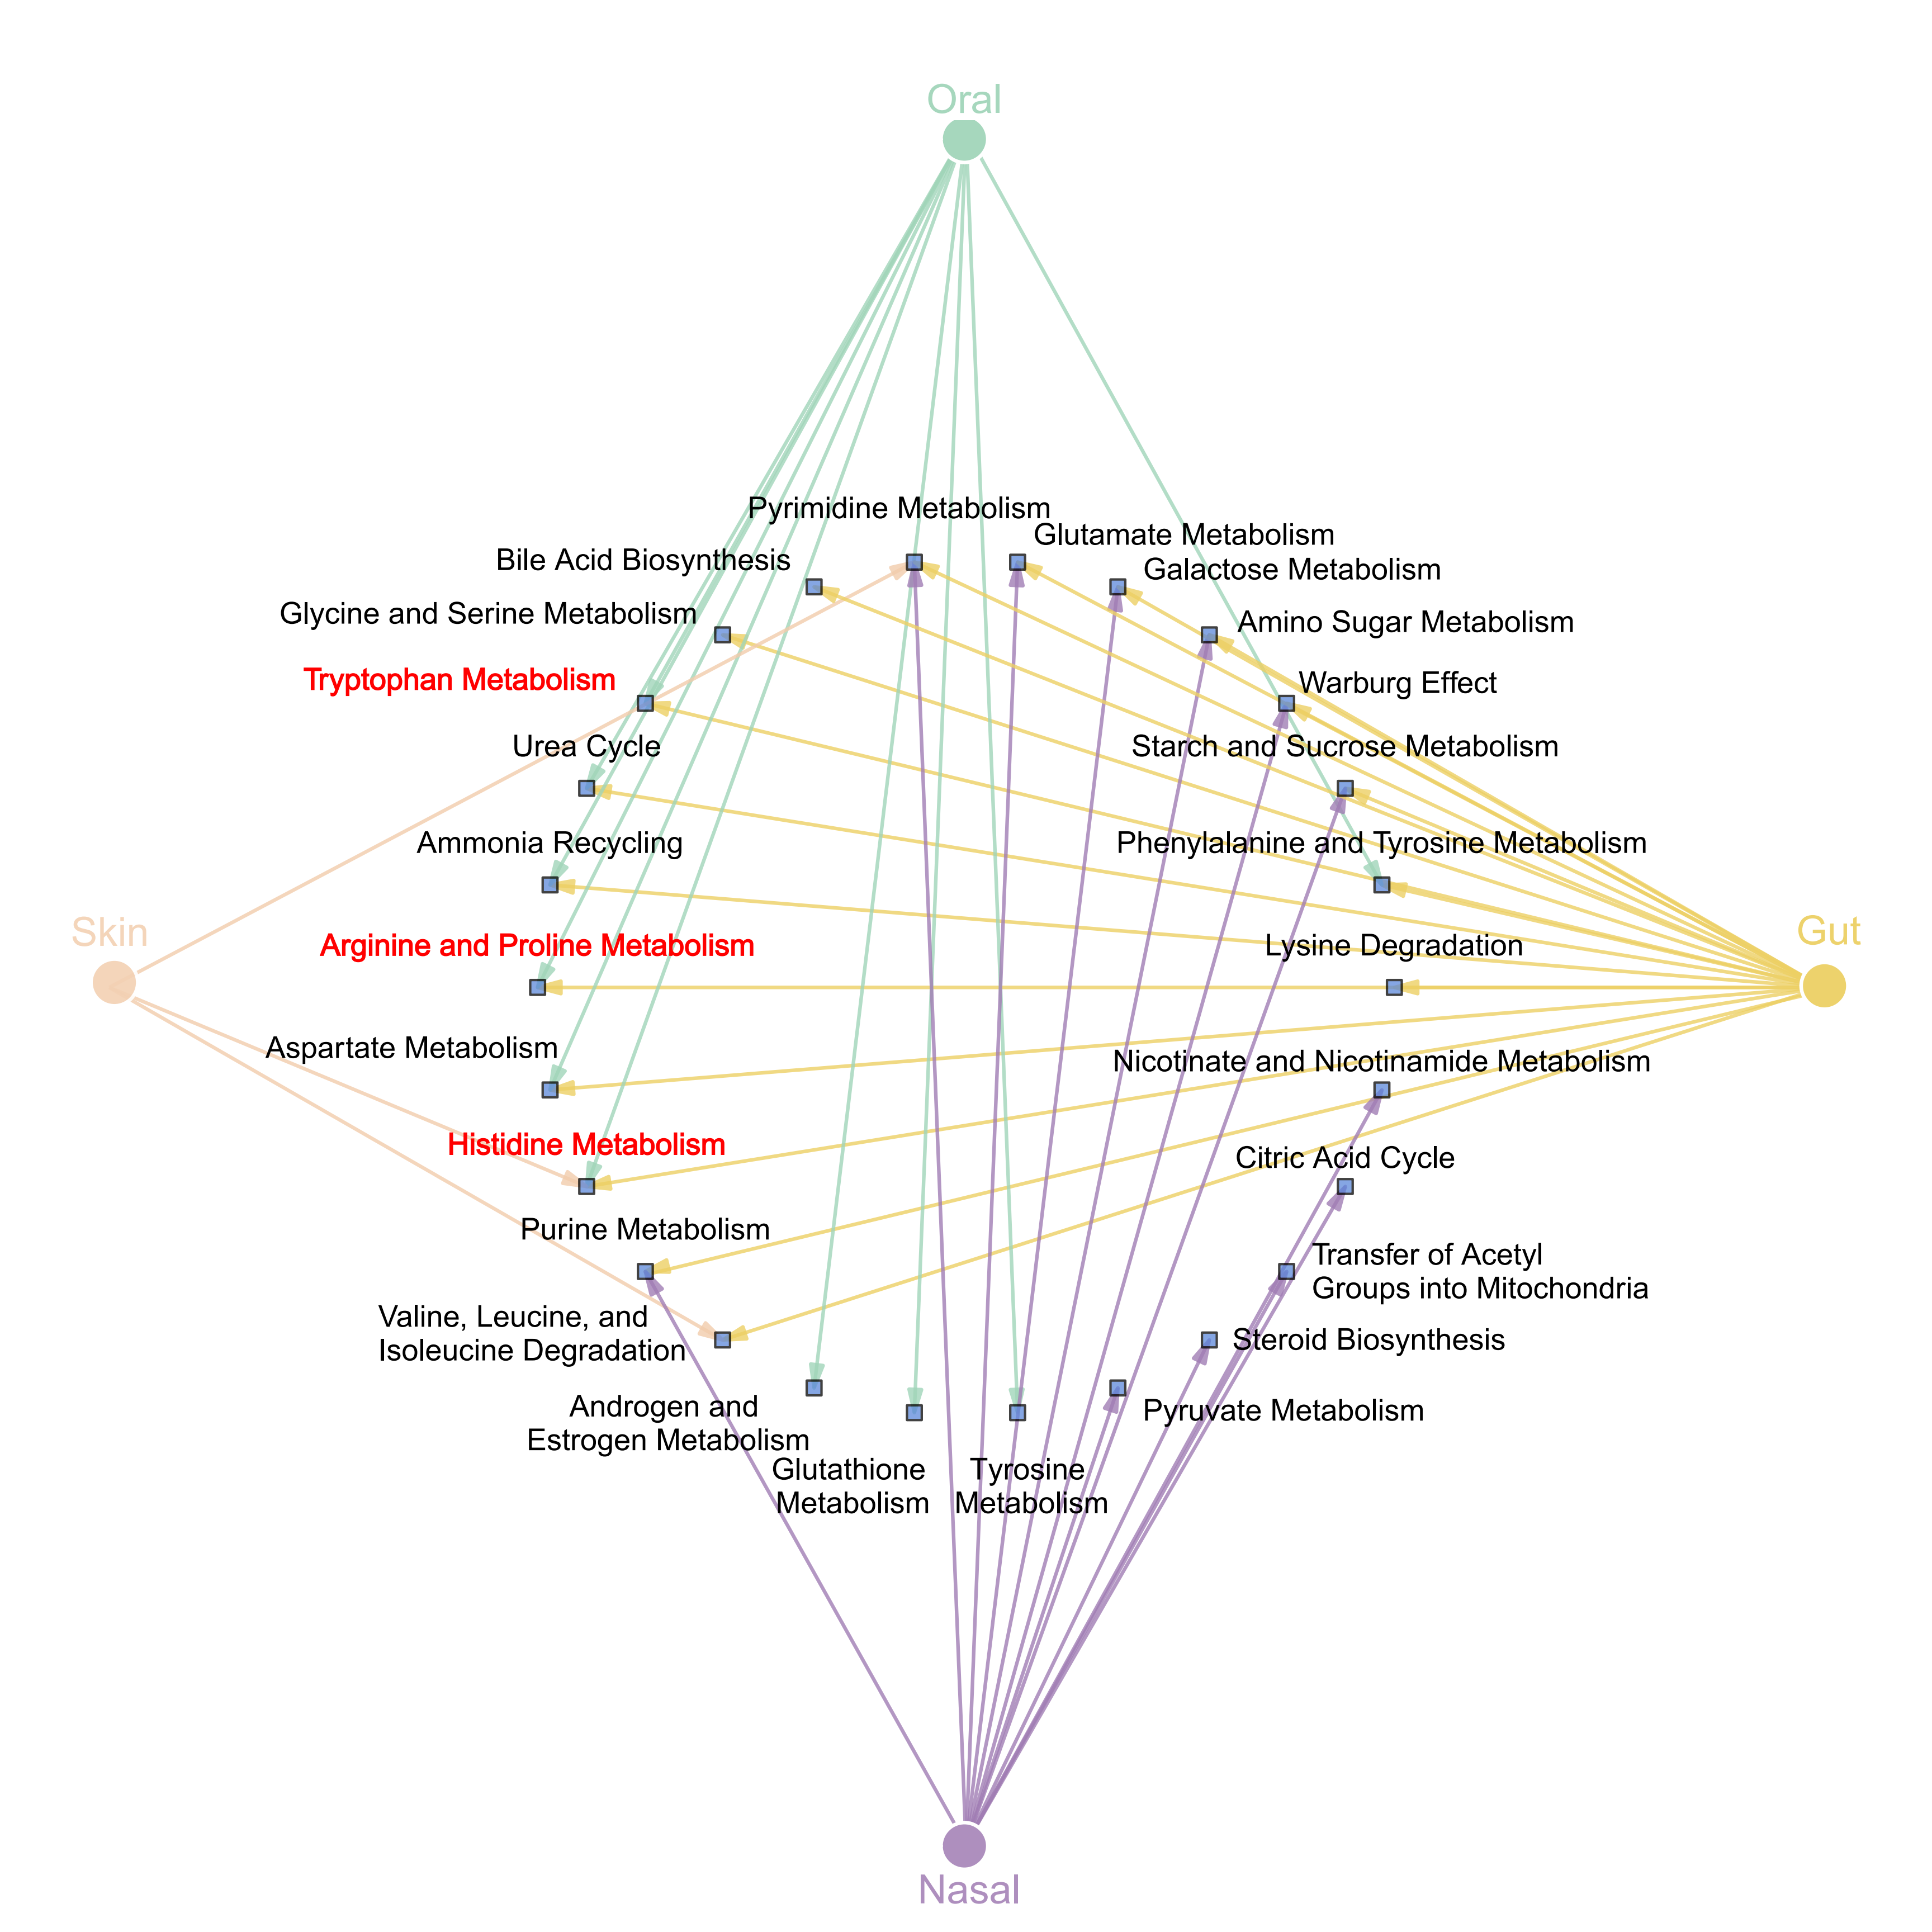 Oral
Pyrimidine Metabolism
Glutamate Metabolism
Bile Acid Biosynthesis
Galactose Metabolism
Glycine and Serine Metabolism
Amino Sugar Metabolism
Tryptophan Metabolism
Warburg Effect
Urea Cycle
Starch and Sucrose Metabolism
Ammonia Recycling
Phenylalanine and Tyrosine Metabolism
Skin
Gut
Arginine and Proline Metabolism
Lysine Degradation
Aspartate Metabolism
Nicotinate and Nicotinamide Metabolism
Histidine Metabolism
Citric Acid Cycle
Purine Metabolism
Transfer of Acetyl
Groups into Mitochondria
Valine, Leucine, and
Isoleucine Degradation
Steroid Biosynthesis
Androgen and
Estrogen Metabolism
Pyruvate Metabolism
Glutathione
Metabolism
Tyrosine
Metabolism
Nasal